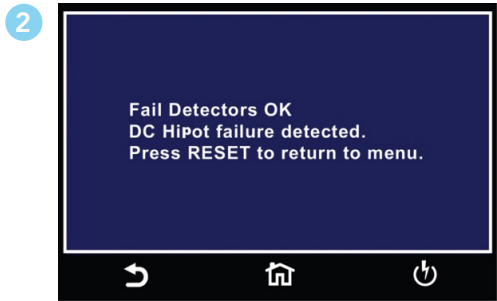 2
Fail Detectors OK
DC Hipot failure detected.
Press RESET to return to menu.